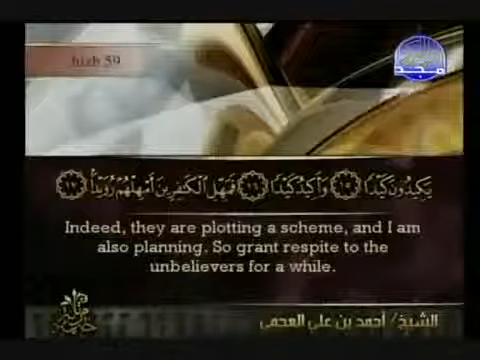 hizb 59
مجد
يَكِيدُونَ كَيْدًا ١٥ وَأَكِيدُ كَيْدًا ١٦ فَمَهِّلِ الْكَافِرِينَ أَمْهِلْهُمْ رُوَيْدًا ١٧
Indeed, they are plotting a scheme, and I am
also planning. So grant respite to the
unbelievers for a while.
الشيخ/ أحمد بن علي العجمي